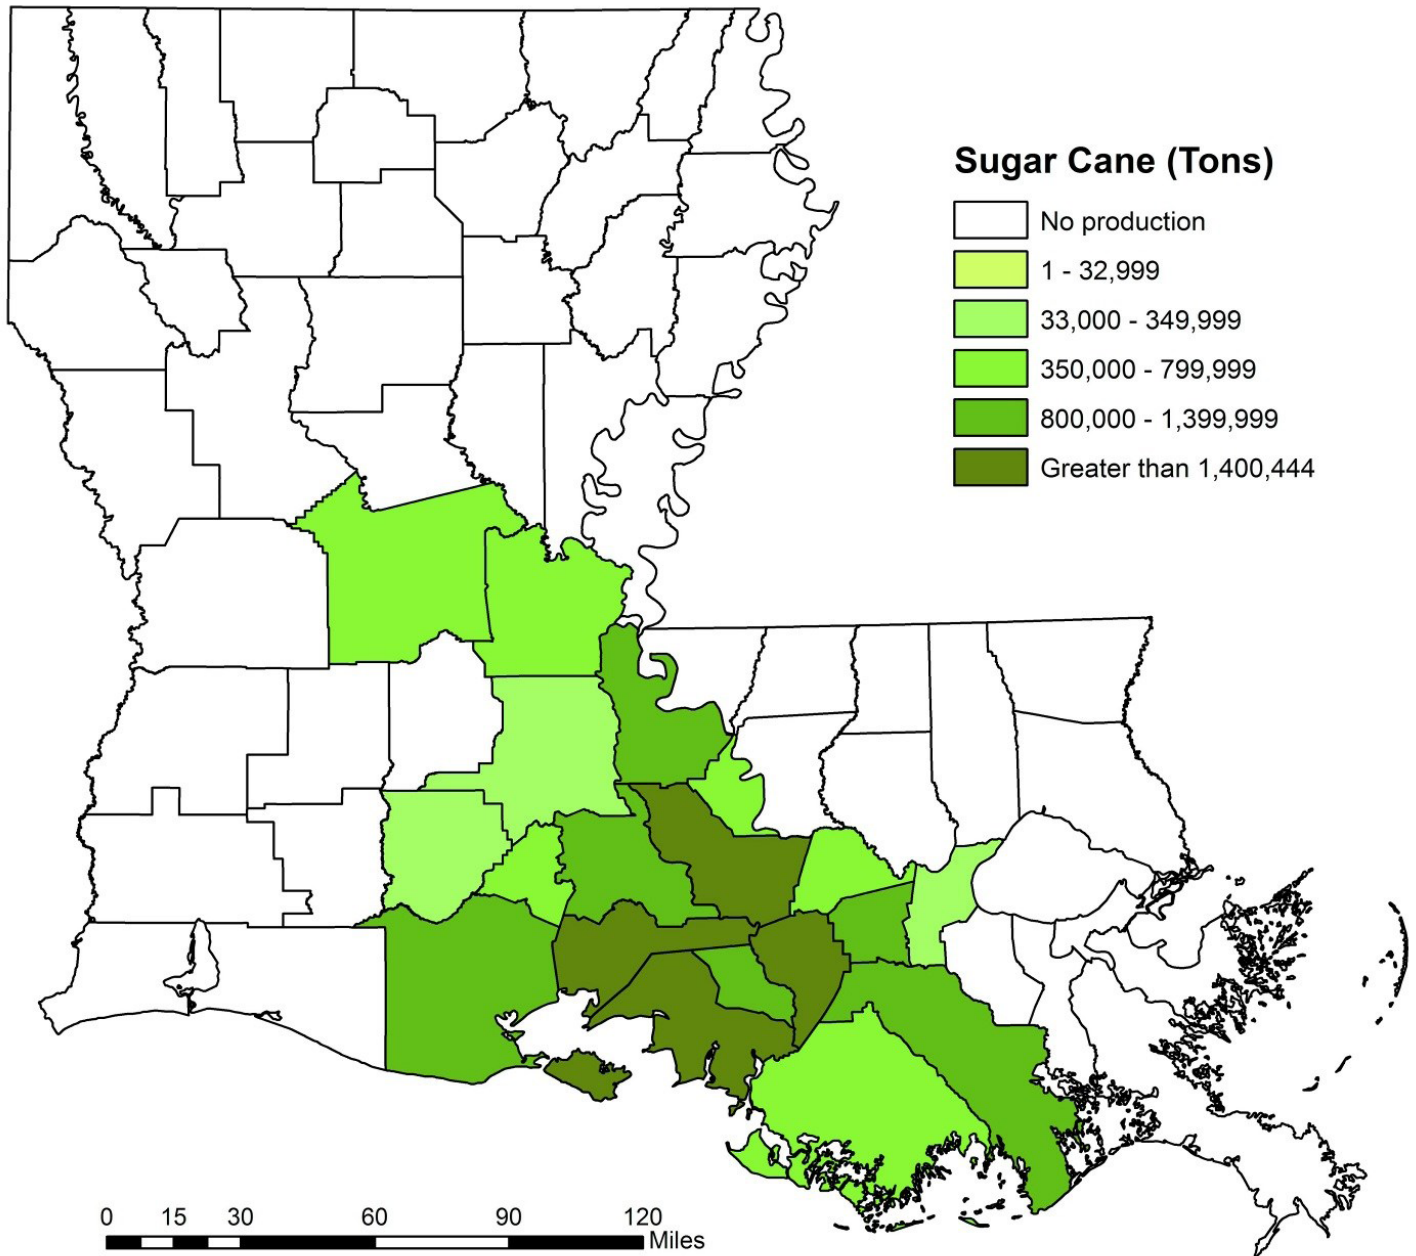 Sugar Cane (Tons)
No production
1 - 32,999
33,000 - 349,999
350,000 - 799,999
800,000 - 1,399,999
Greater than 1,400,444
0 15 30 60 90 120
Miles